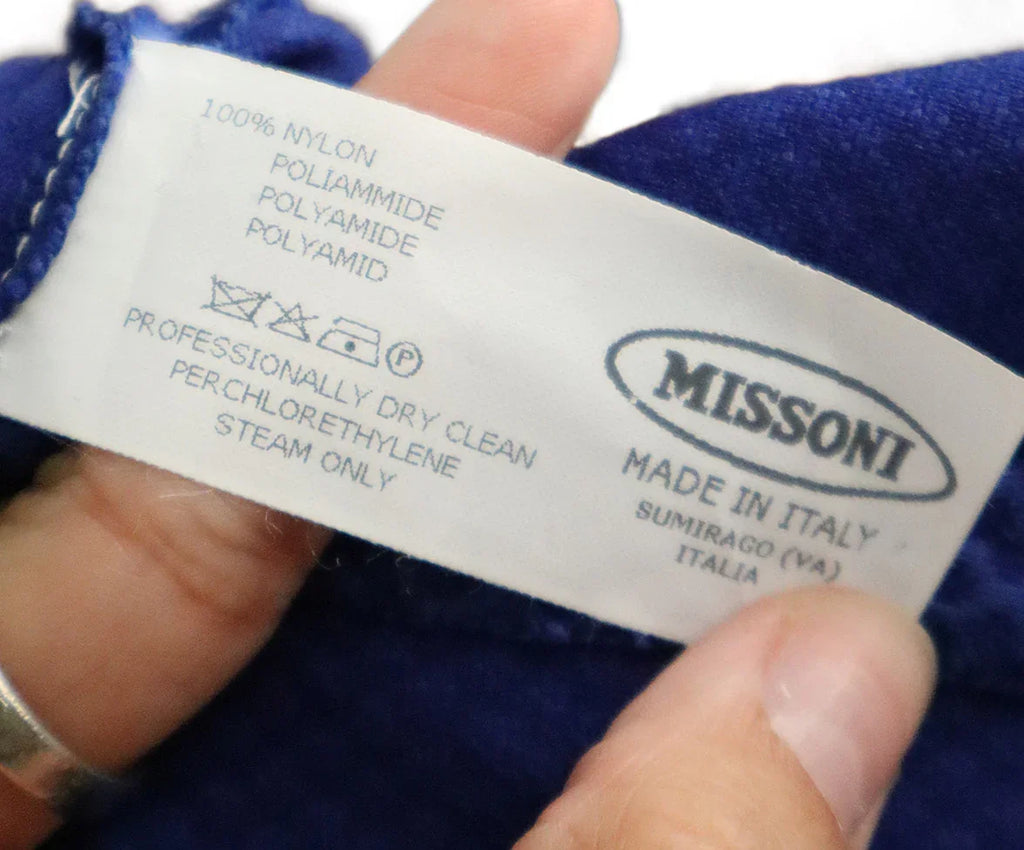 100% NYLON
POLIAMMIDE
POLYAMIDE
POLYAMID
P
PROFESSIONALLY DRY CLEAN
PERCHLORETHYLENE
STEAM ONLY
MISSONI
MADE IN ITALY
SUMIRAGO (VA)
ITALIA